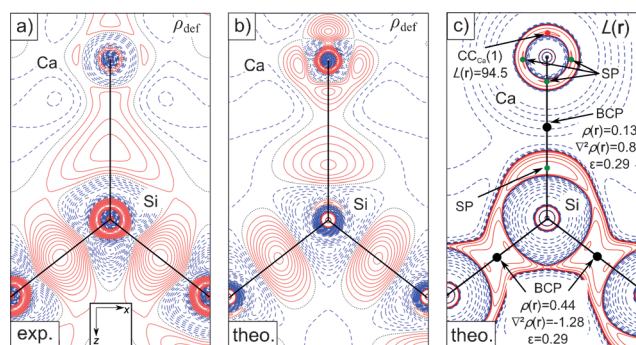 a)
ρdef
Ca
Si
exp.
x
z
b)
ρdef
Ca
Si
theo.
c)
L(r)
CCCa(1)
L(r)=94.5
SP
Ca
BCP
ρ(r)=0.13
∇²ρ(r)=0.8
ε=0.29
SP
Si
BCP
ρ(r)=0.44
∇²ρ(r)=-1.28
ε=0.29
theo.